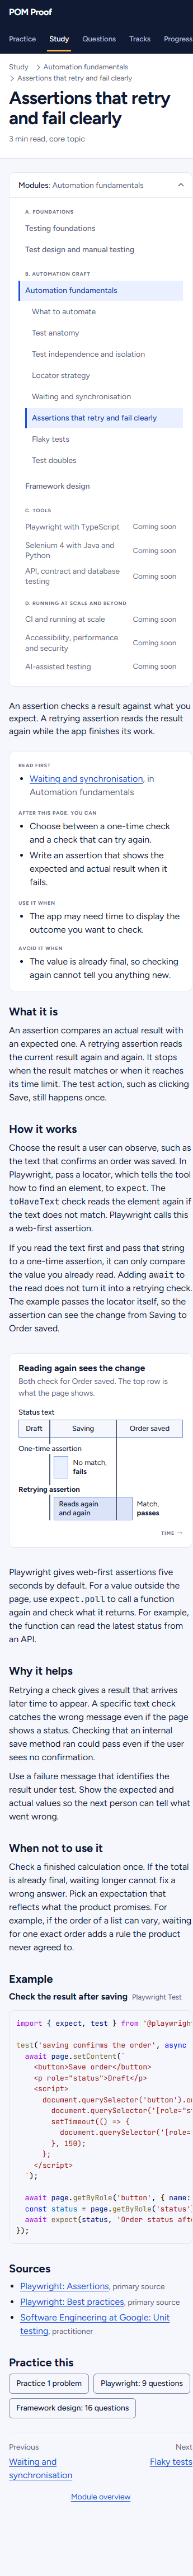 POM Proof
Practice Study Questions Tracks Progress
Study > Automation fundamentals
> Assertions that retry and fail clearly
Assertions that retry
and fail clearly
3 min read, core topic
Modules: Automation fundamentals
A. FOUNDATIONS
Testing foundations
Test design and manual testing
B. AUTOMATION CRAFT
Automation fundamentals
What to automate
Test anatomy
Test independence and isolation
Locator strategy
Waiting and synchronisation
Assertions that retry and fail clearly
Flaky tests
Test doubles
Framework design
C. TOOLS
Playwright with TypeScript Coming soon
Selenium 4 with Java and
Python Coming soon
API, contract and database
testing Coming soon
D. RUNNING AT SCALE AND BEYOND
CI and running at scale Coming soon
Accessibility, performance
and security Coming soon
AI-assisted testing Coming soon
An assertion checks a result against what you
expect. A retrying assertion reads the result
again while the app finishes its work.
READ FIRST
• Waiting and synchronisation, in
Automation fundamentals
AFTER THIS PAGE, YOU CAN
• Choose between a one-time check
and a check that can try again.
• Write an assertion that shows the
expected and actual result when it
fails.
USE IT WHEN
• The app may need time to display the
outcome you want to check.
AVOID IT WHEN
• The value is already final, so checking
again cannot tell you anything new.
What it is
An assertion compares an actual result with
an expected one. A retrying assertion reads
the current result again and again. It stops
when the result matches or when it reaches
its time limit. The test action, such as clicking
Save, still happens once.
How it works
Choose the result a user can observe, such as
the text that confirms an order was saved. In
Playwright, pass a locator, which tells the tool
how to find an element, to expect. The
toHaveText check reads the element again if
the text does not match. Playwright calls this
a web-first assertion.
If you read the text first and pass that string
to a one-time assertion, it can only compare
the value you already read. Adding await to
the read does not turn it into a retrying check.
The example passes the locator itself, so the
assertion can see the change from Saving to
Order saved.
Reading again sees the change
Both check for Order saved. The top row is
what the page shows.
Status text
Draft Saving Order saved
One-time assertion
No match,
fails
Retrying assertion
Reads again
and again
Match,
passes
TIME →
Playwright gives web-first assertions five
seconds by default. For a value outside the
page, use expect.poll to call a function
again and check what it returns. For example,
the function can read the latest status from
an API.
Why it helps
Retrying a check gives a result that arrives
later time to appear. A specific text check
catches the wrong message even if the page
shows a status. Checking that an internal
save method ran could pass even if the user
sees no confirmation.
Use a failure message that identifies the
result under test. Show the expected and
actual values so the next person can tell what
went wrong.
When not to use it
Check a finished calculation once. If the total
is already final, waiting longer cannot fix a
wrong answer. Pick an expectation that
reflects what the product promises. For
example, if the order of a list can vary, waiting
for one exact order adds a rule the product
never agreed to.
Example
Check the result after saving Playwright Test
import { expect, test } from '@playwright
test('saving confirms the order', async
await page.setContent(`
<button>Save order</button>
<p role="status">Draft</p>
<script>
document.querySelector('button').on
document.querySelector('[role="st
setTimeout(() => {
document.querySelector('[role=
}, 150);
};
</script>
`);
await page.getByRole('button', { name:
const status = page.getByRole('status'
await expect(status, 'Order status afte
});
Sources
• Playwright: Assertions, primary source
• Playwright: Best practices, primary source
• Software Engineering at Google: Unit
testing, practitioner
Practice this
Practice 1 problem
Playwright: 9 questions
Framework design: 16 questions
Previous Next
Waiting and
synchronisation
Flaky tests
Module overview